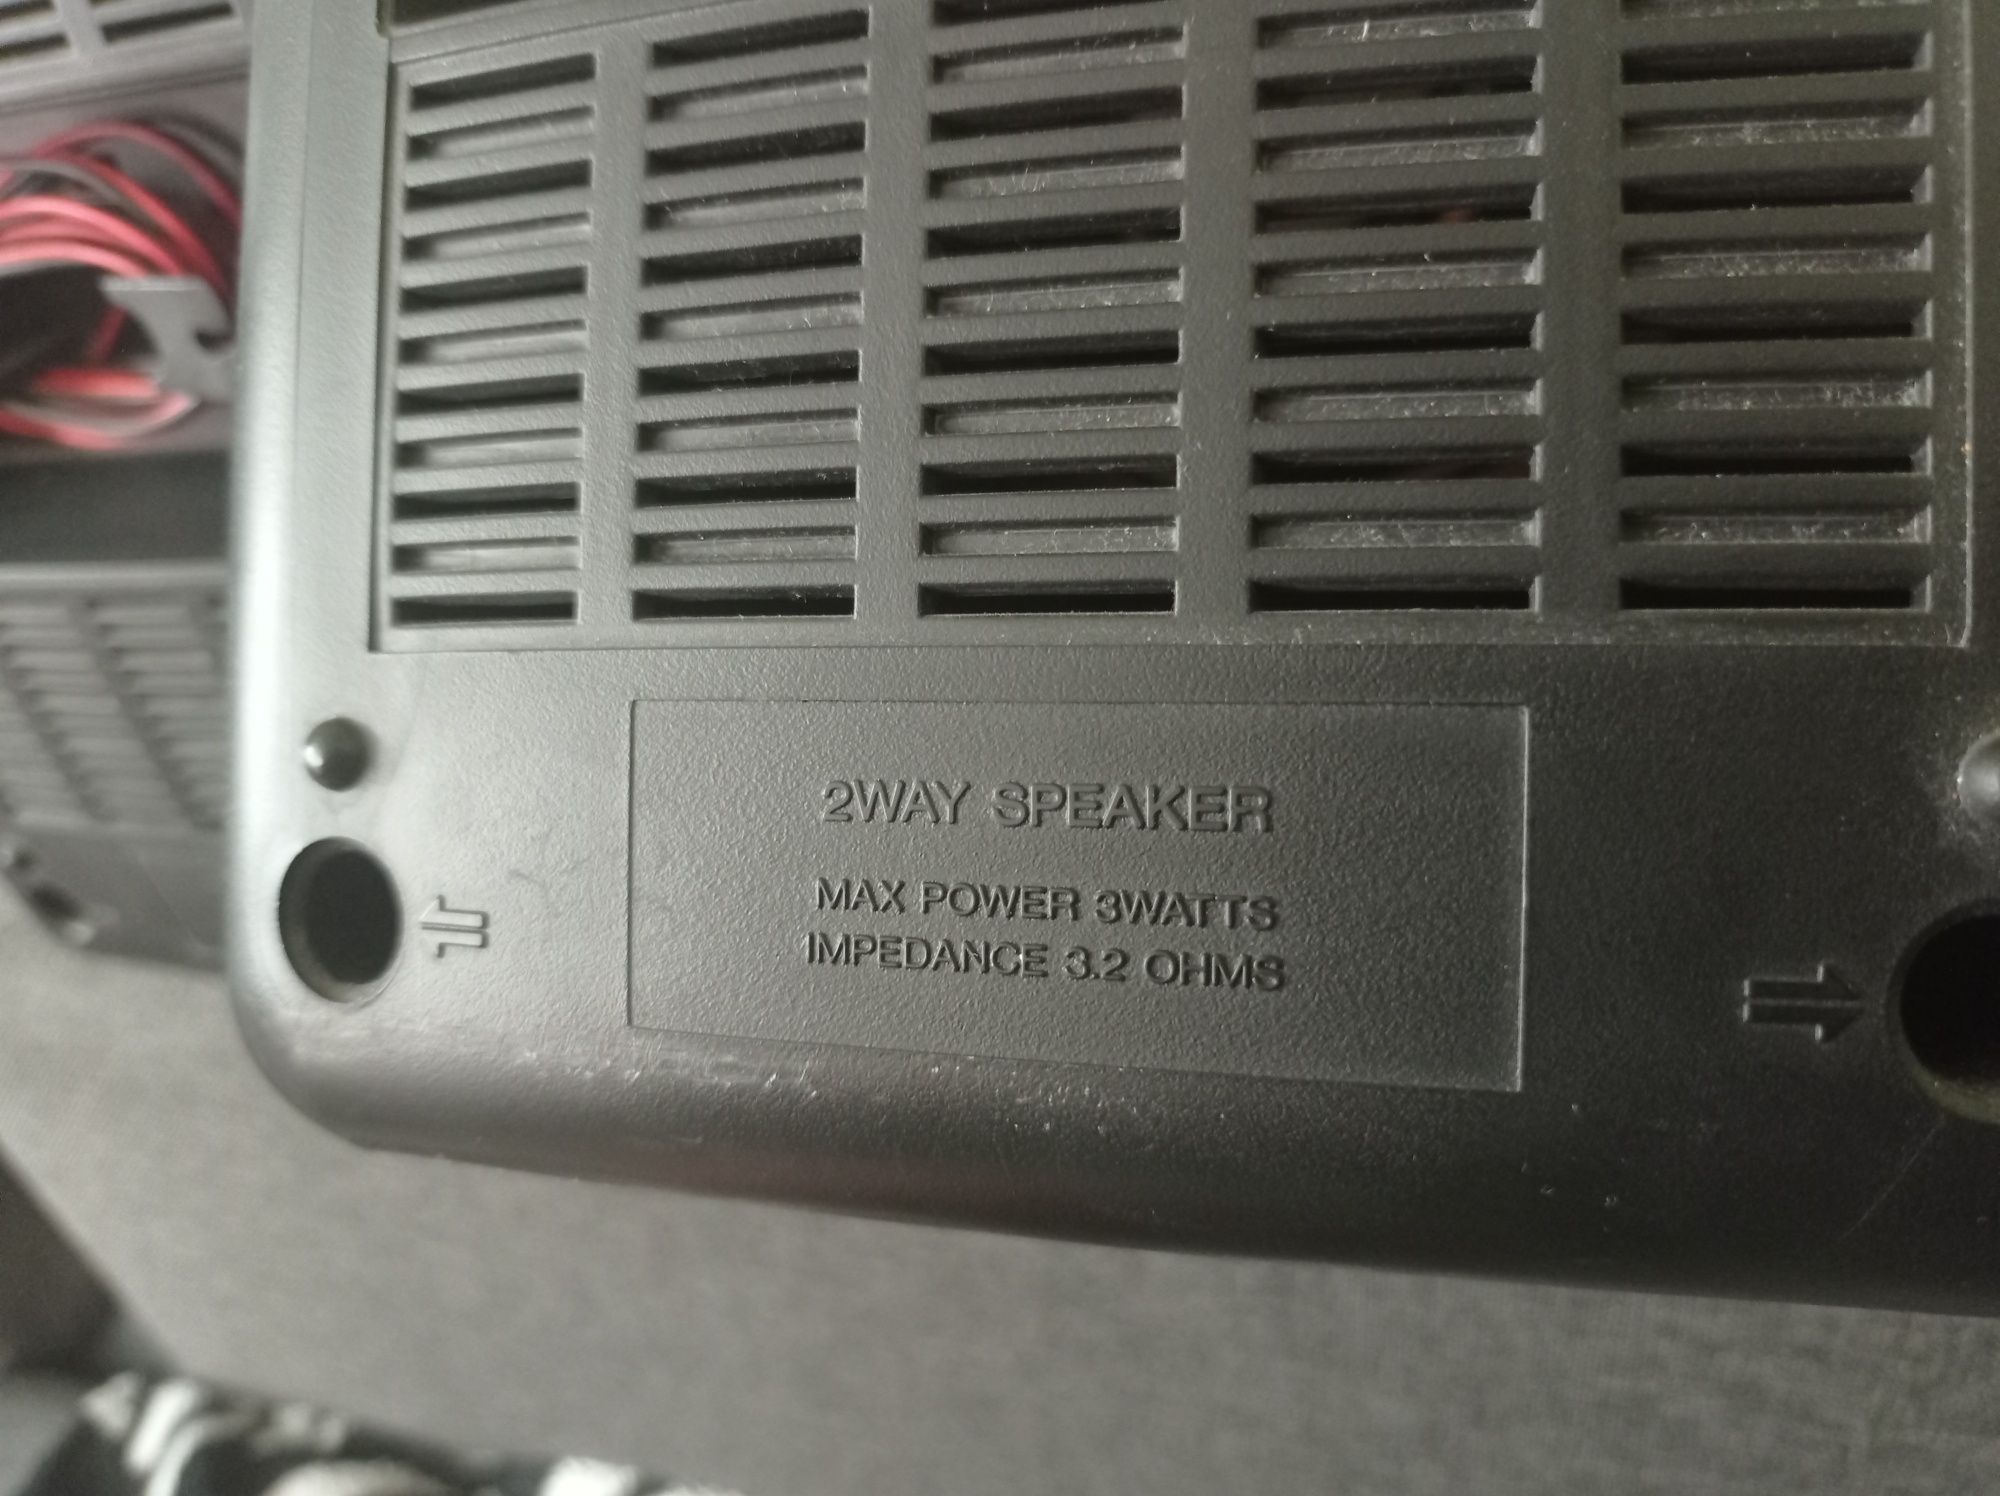 2WAY SPEAKER
MAX POWER 3WATTS
IMPEDANCE 3.2 OHMS